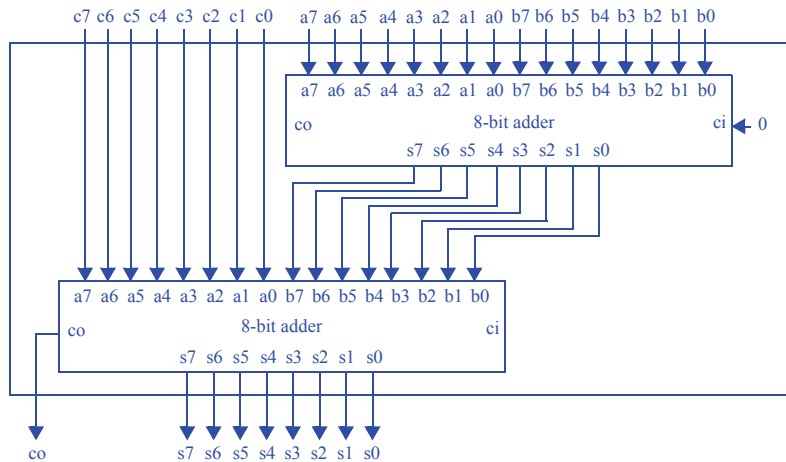 c7 c6 c5 c4 c3 c2 c1 c0 a7 a6 a5 a4 a3 a2 a1 a0 b7 b6 b5 b4 b3 b2 b1 b0
a7 a6 a5 a4 a3 a2 a1 a0 b7 b6 b5 b4 b3 b2 b1 b0
co 8-bit adder ci 0
s7 s6 s5 s4 s3 s2 s1 s0
a7 a6 a5 a4 a3 a2 a1 a0 b7 b6 b5 b4 b3 b2 b1 b0
co 8-bit adder ci
s7 s6 s5 s4 s3 s2 s1 s0
co s7 s6 s5 s4 s3 s2 s1 s0